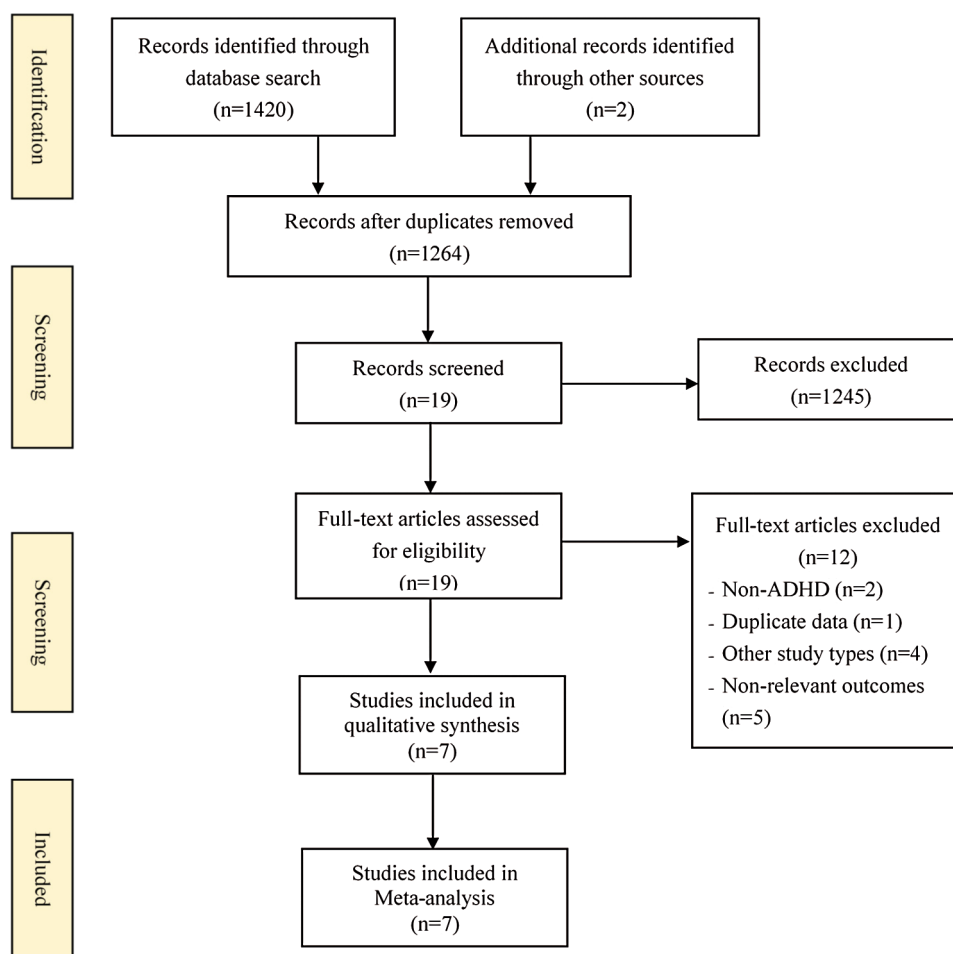 Identification
Records identified through
database search
(n=1420)
Additional records identified
through other sources
(n=2)
Records after duplicates removed
(n=1264)
Screening
Records screened
(n=19)
Records excluded
(n=1245)
Screening
Full-text articles assessed
for eligibility
(n=19)
Full-text articles excluded
(n=12)
- Non-ADHD (n=2)
- Duplicate data (n=1)
- Other study types (n=4)
- Non-relevant outcomes
(n=5)
Studies included in
qualitative synthesis
(n=7)
Included
Studies included in
Meta-analysis
(n=7)